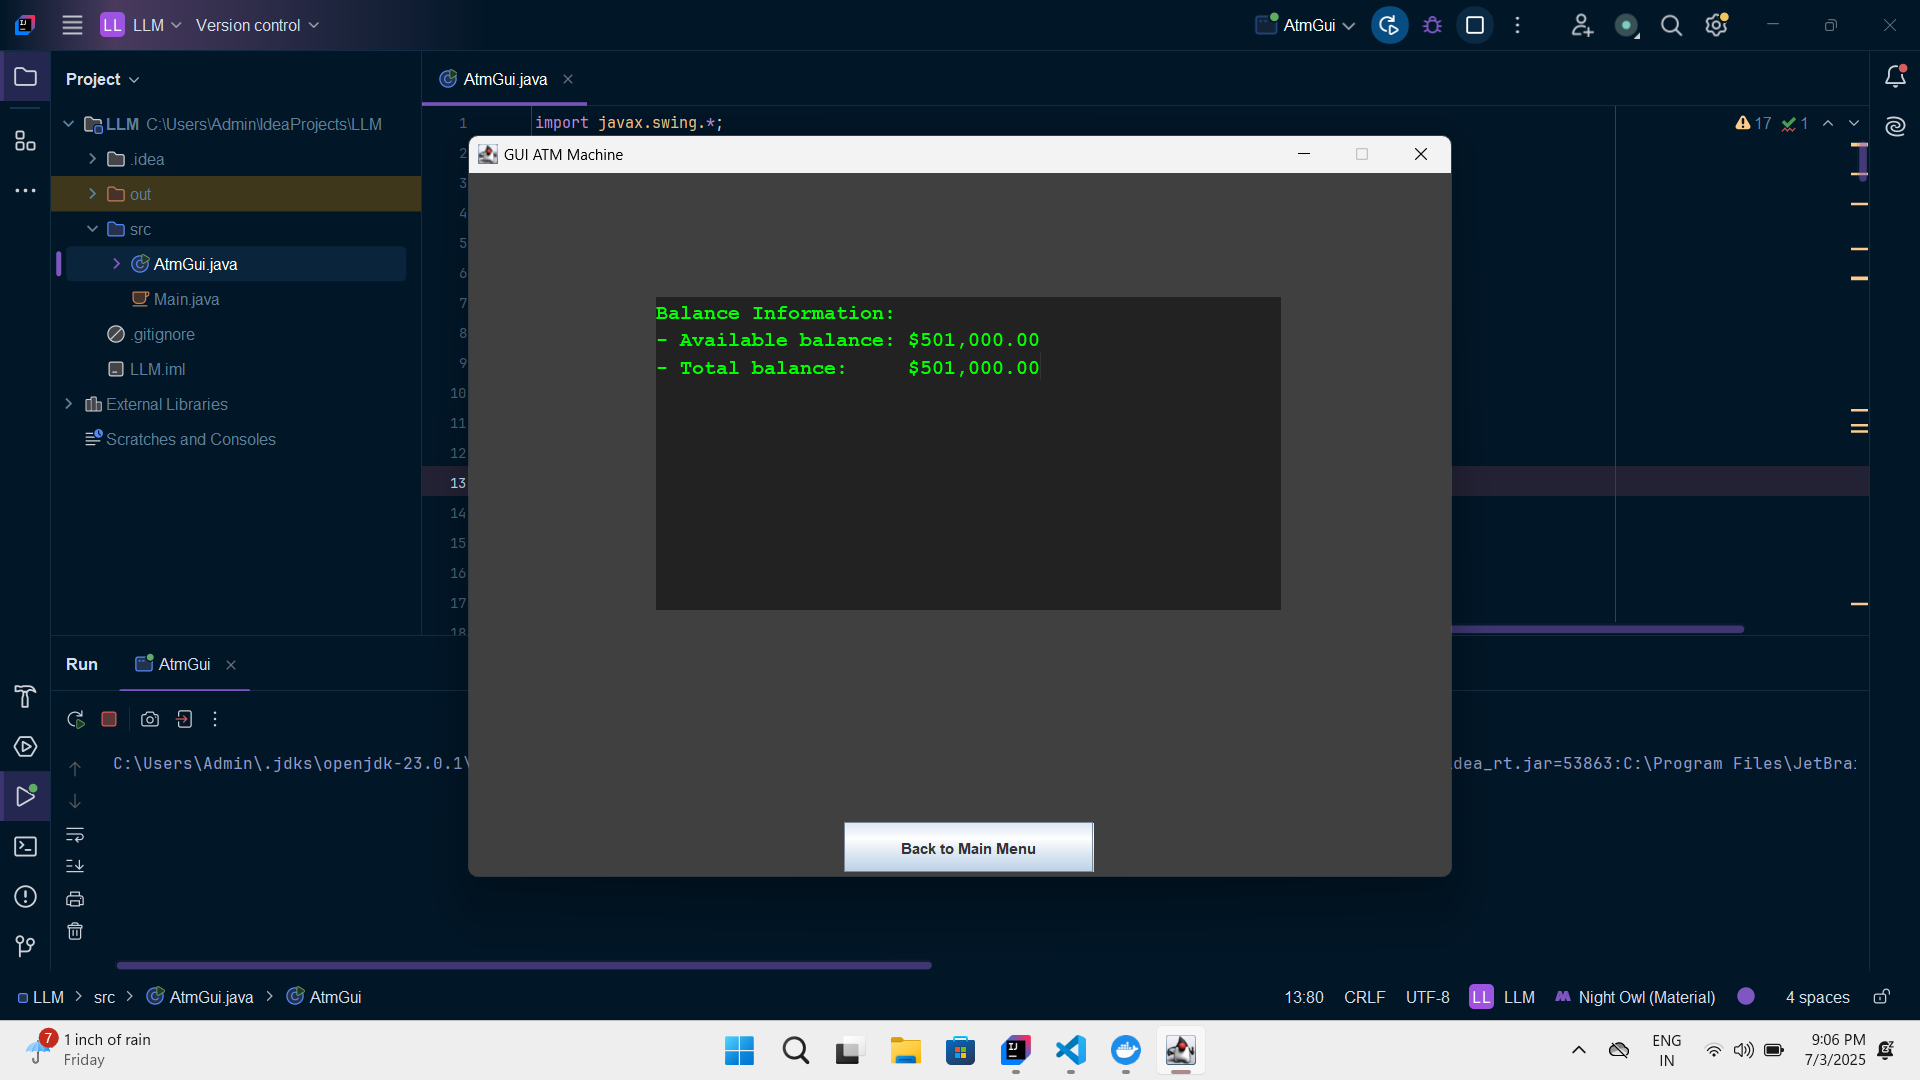 LL LLM Version control AtmGui
Project
AtmGui.java
LLM C:\Users\Admin\IdeaProjects\LLM
.idea
out
src
AtmGui.java
Main.java
.gitignore
LLM.iml
External Libraries
Scratches and Consoles
1 import javax.swing.*;
17 1
2
3
4
5
6
7
8
9
10
11
12
13
14
15
16
17
18
GUI ATM Machine
Balance Information:
- Available balance: $501,000.00
- Total balance: $501,000.00
Back to Main Menu
Run AtmGui
C:\Users\Admin\.jdks\openjdk-23.0.1\
idea_rt.jar=53863:C:\Program Files\JetBra
LLM > src > AtmGui.java > AtmGui
13:80 CRLF UTF-8 LL LLM Night Owl (Material) 4 spaces
7 1 inch of rain
Friday
ENG
IN
9:06 PM
7/3/2025